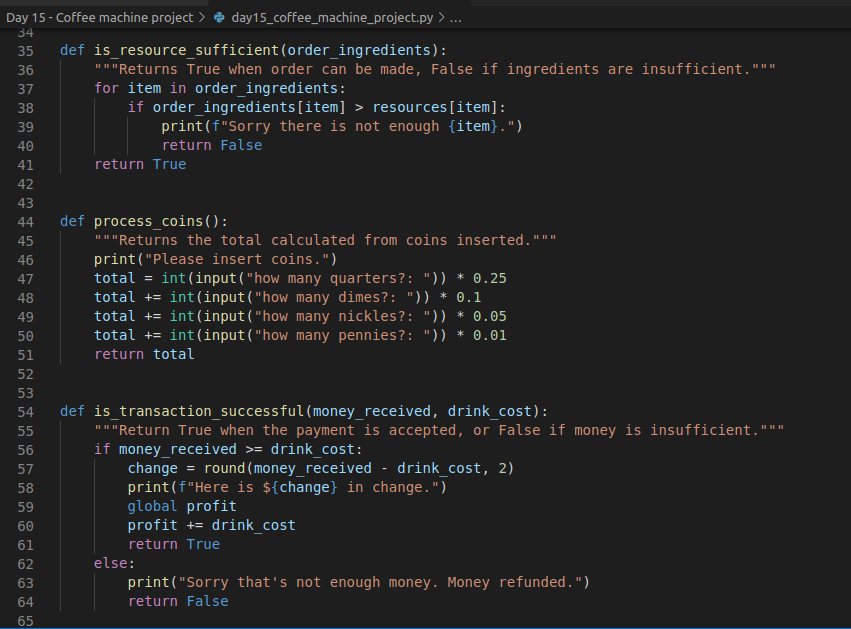 Day 15 - Coffee machine project > day15_coffee_machine_project.py > ...
34
35 def is_resource_sufficient(order_ingredients):
36     """Returns True when order can be made, False if ingredients are insufficient."""
37     for item in order_ingredients:
38         if order_ingredients[item] > resources[item]:
39             print(f"Sorry there is not enough {item}.")
40             return False
41     return True
42
43
44 def process_coins():
45     """Returns the total calculated from coins inserted."""
46     print("Please insert coins.")
47     total = int(input("how many quarters?: ")) * 0.25
48     total += int(input("how many dimes?: ")) * 0.1
49     total += int(input("how many nickles?: ")) * 0.05
50     total += int(input("how many pennies?: ")) * 0.01
51     return total
52
53
54 def is_transaction_successful(money_received, drink_cost):
55     """Return True when the payment is accepted, or False if money is insufficient."""
56     if money_received >= drink_cost:
57         change = round(money_received - drink_cost, 2)
58         print(f"Here is ${change} in change.")
59         global profit
60         profit += drink_cost
61         return True
62     else:
63         print("Sorry that's not enough money. Money refunded.")
64         return False
65